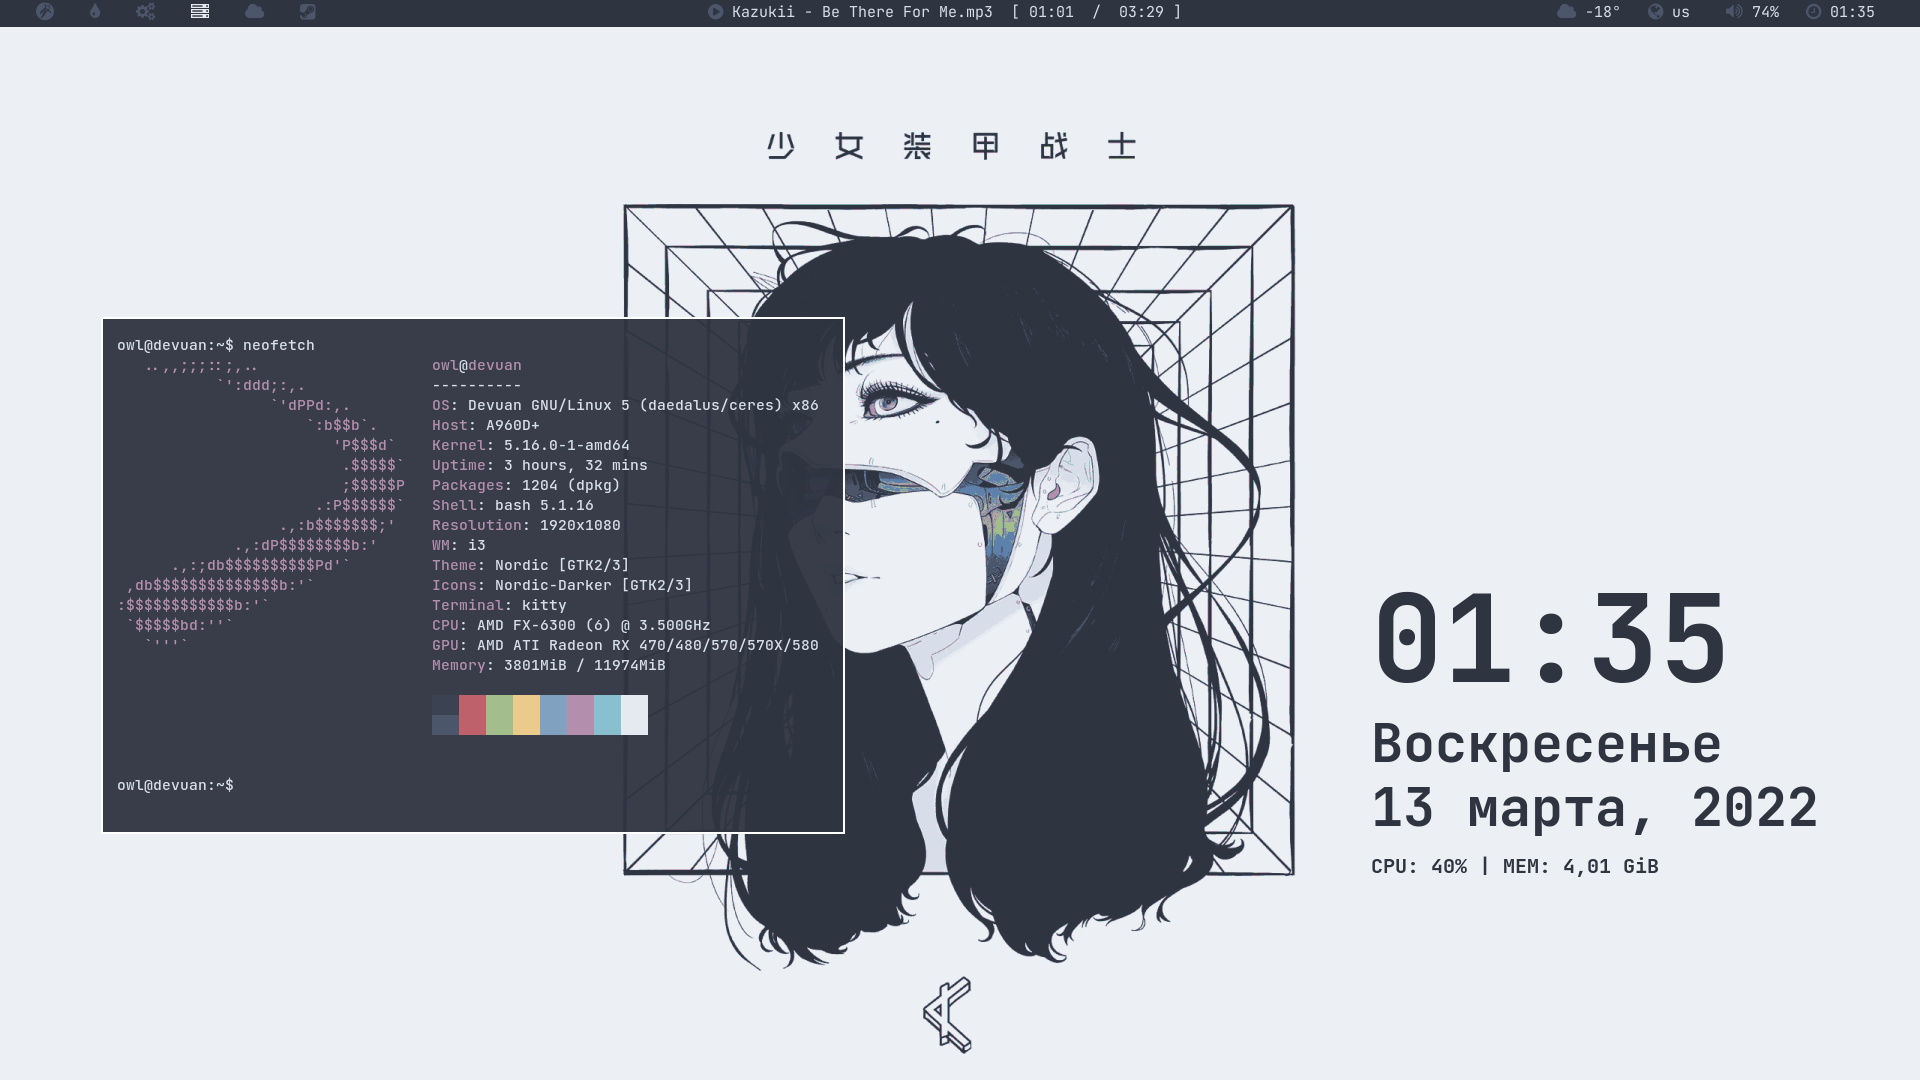 Kazukii - Be There For Me.mp3 [ 01:01 / 03:29 ]
-18° us 74% 01:35
少女装甲战士
owl@devuan:~$ neofetch
..,,;;;::;,..
`':ddd;:,.
`'dPPd:,.
`:b$$b`.
'P$$$d`
.$$$$$`
;$$$$$P
.:P$$$$$$`
.,:b$$$$$$$;'
.,:dP$$$$$$$$b:'
.,:;db$$$$$$$$$$Pd'`
,db$$$$$$$$$$$$$$b:'`
:$$$$$$$$$$$$b:'`
`$$$$$bd:''`
`'''`
owl@devuan
----------
OS: Devuan GNU/Linux 5 (daedalus/ceres) x86
Host: A960D+
Kernel: 5.16.0-1-amd64
Uptime: 3 hours, 32 mins
Packages: 1204 (dpkg)
Shell: bash 5.1.16
Resolution: 1920x1080
WM: i3
Theme: Nordic [GTK2/3]
Icons: Nordic-Darker [GTK2/3]
Terminal: kitty
CPU: AMD FX-6300 (6) @ 3.500GHz
GPU: AMD ATI Radeon RX 470/480/570/570X/580
Memory: 3801MiB / 11974MiB
owl@devuan:~$
01:35
Воскресенье
13 марта, 2022
CPU: 40% | MEM: 4,01 GiB